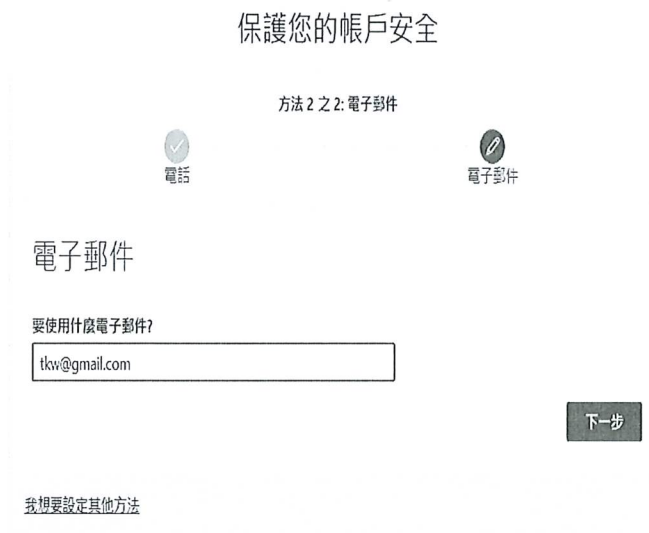 保護您的帳戶安全
方法 2 之 2: 電子郵件
電話
電子郵件
電子郵件
要使用什麼電子郵件?
tkw@gmail.com
下一步
我想要設定其他方法